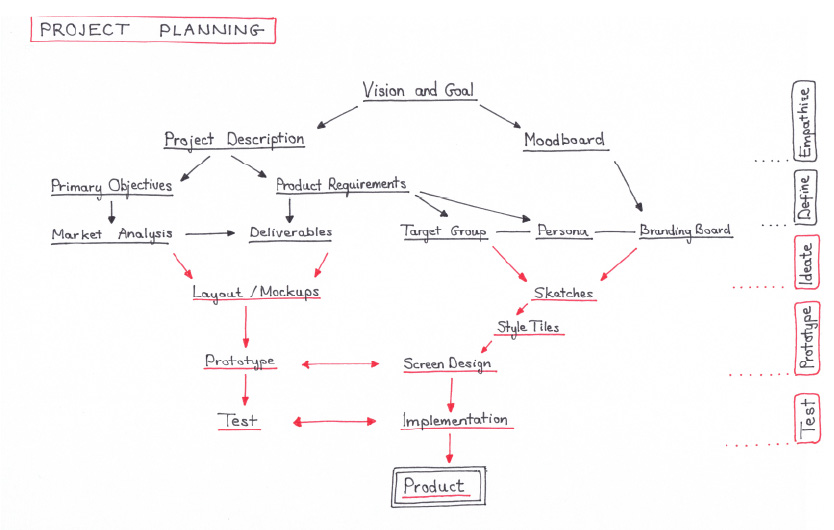 PROJECT PLANNING
Vision and Goal
Project Description
Moodboard
Empathize
Primary Objectives
Product Requirements
Define
Market Analysis
Deliverables
Target Group
Persona
Branding Board
Ideate
Layout / Mockups
Sketches
Style Tiles
Prototype
Prototype
Screen Design
Test
Implementation
Test
Product